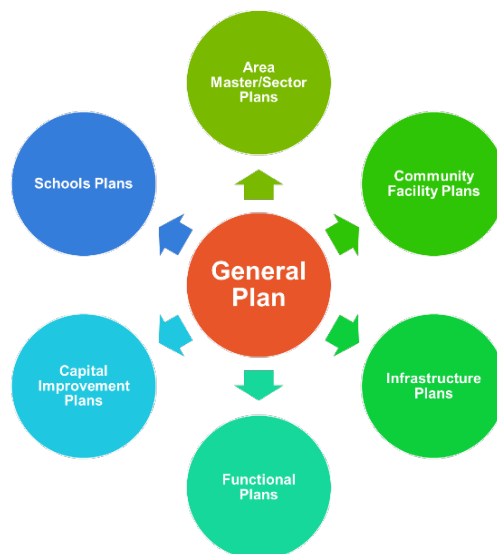 Area
Master/Sector
Plans
Schools Plans
Community
Facility Plans
General
Plan
Capital
Improvement
Plans
Infrastructure
Plans
Functional
Plans